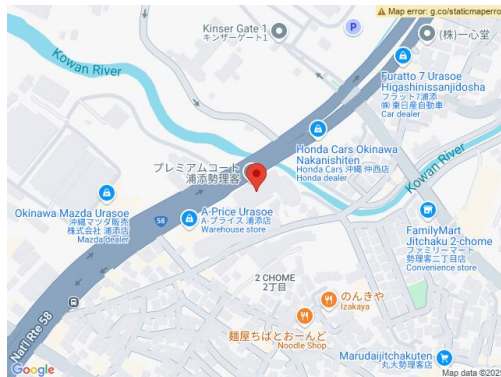 Map error: g.co/staticmaperro
Kinser Gate 1
キンザーゲート1
P
(株)一心堂
Kowan River
Furatto 7 Urasoe
Higashinissanjidosha
フラット7浦添
㈱ 東日産自動車
Car dealer
Honda Cars Okinawa
Nakanishiten
Honda Cars 沖縄 仲西店
Honda dealer
プレミアムコート
浦添勢理客
Kowan River
Okinawa Mazda Urasoe
沖縄マツダ販売
株式会社 浦添店
Mazda dealer
58
A-Price Urasoe
A-プライス 浦添店
Warehouse store
FamilyMart
Jitchaku 2-chome
ファミリーマート
勢理客二丁目店
Convenience store
2 CHOME
2丁目
のんきや
Izakaya
Nat'l Rte 58
麺屋ちばとおーんど
Noodle Shop
Marudaijitchakuten
丸大勢理客店
Google
Map data ©2025